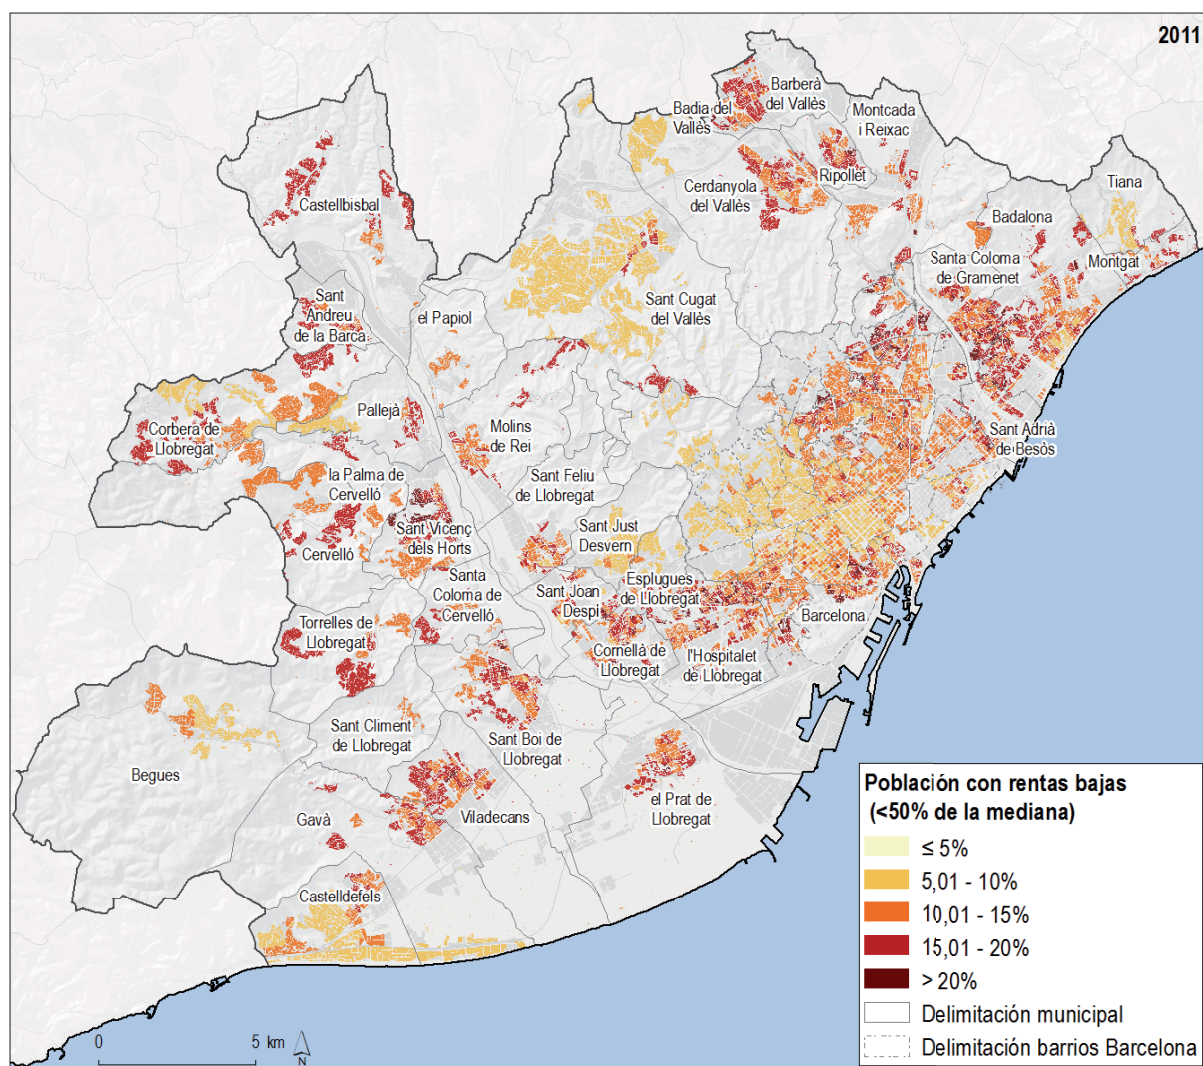 2011
Barberà
del Vallès
Badia del
Vallès
Montcada
i Reixac
Ripollet
Cerdanyola
del Vallès
Tiana
Badalona
Castellbisbal
Santa Coloma
de Gramenet
Montgat
Sant
Andreu
de la Barca
el Papiol
Sant Cugat
del Vallès
Pallejà
Corbera de
Llobregat
Molins
de Rei
Sant Adrià
de Besòs
la Palma de
Cervelló
Sant Feliu
de Llobregat
Sant Vicenç
dels Horts
Sant Just
Desvern
Cervelló
Santa
Coloma de
Cervelló
Sant Joan
Despí
Esplugues
de Llobregat
Barcelona
Torrelles de
Llobregat
Cornellà de
Llobregat
l'Hospitalet
de Llobregat
Sant Climent
de Llobregat
Sant Boi de
Llobregat
Begues
Gavà
Viladecans
el Prat de
Llobregat
Castelldefels
Población con rentas bajas
(<50% de la mediana)
≤ 5%
5,01 - 10%
10,01 - 15%
15,01 - 20%
> 20%
Delimitación municipal
Delimitación barrios Barcelona
0 5 km
N